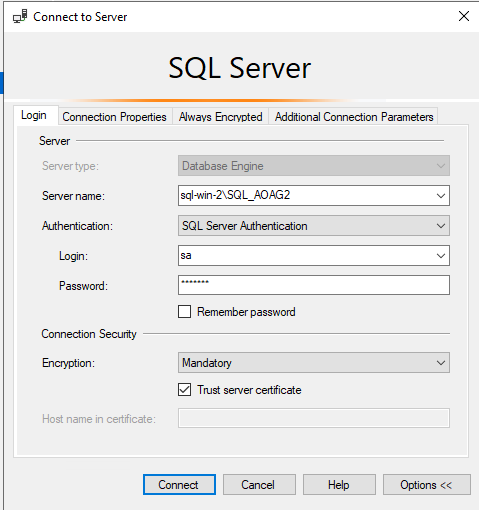 Connect to Server
SQL Server
Login Connection Properties Always Encrypted Additional Connection Parameters
Server
Server type: Database Engine
Server name: sql-win-2\SQL_AOAG2
Authentication: SQL Server Authentication
Login: sa
Password: *******
Remember password
Connection Security
Encryption: Mandatory
Trust server certificate
Host name in certificate:
Connect Cancel Help Options <<